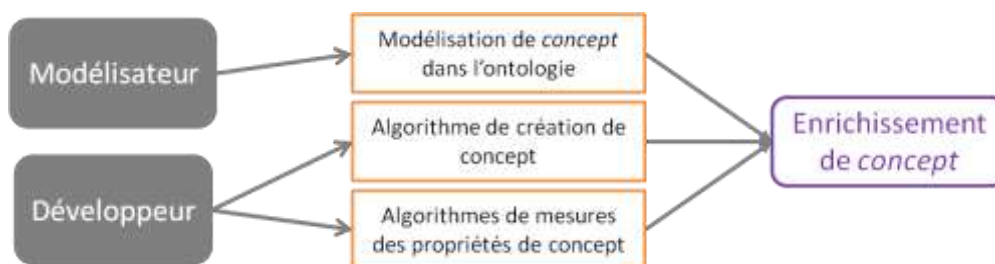 Modélisateur
Modélisation de concept
dans l'ontologie
Algorithme de création de
concept
Enrichissement
de concept
Développeur
Algorithmes de mesures
des propriétés de concept